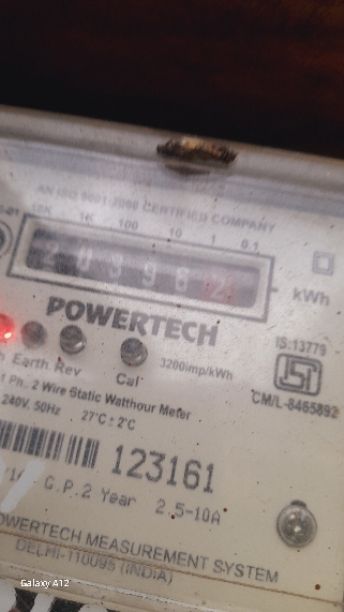 AN ISO 9001:2000 CERTIFIED COMPANY
10K 1K 100 10 1 0.1
kWh
POWERTECH
Earth Rev
Cal
3200imp/kWh
IS:13779
ISI
CM/L-8465892
1 Ph. 2 Wire Static Watthour Meter
240V. 50Hz 27°C ± 2°C
123161
G.P.2 Year 2.5-10A
POWERTECH MEASUREMENT SYSTEM
DELHI-110095 (INDIA)
Galaxy A12